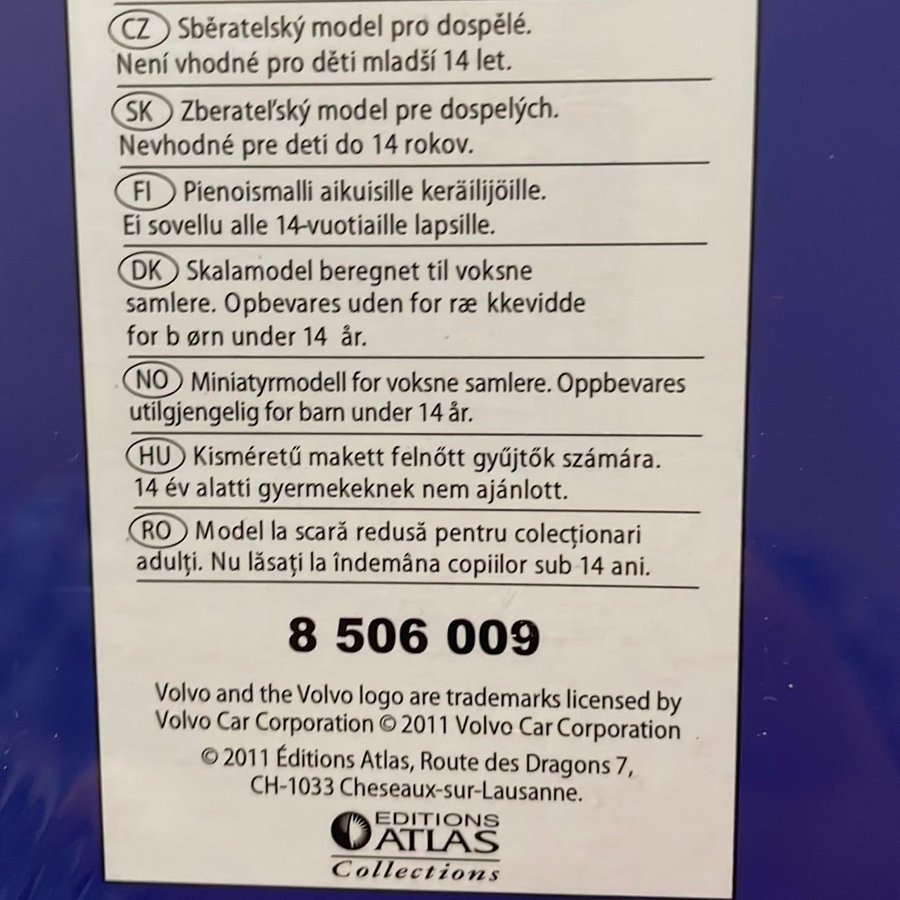 CZ Sběratelský model pro dospělé.
Není vhodné pro děti mladší 14 let.
SK Zberateľský model pre dospelých.
Nevhodné pre deti do 14 rokov.
FI Pienoismalli aikuisille keräilijöille.
Ei sovellu alle 14-vuotiaille lapsille.
DK Skalamodel beregnet til voksne
samlere. Opbevares uden for ræ kkevidde
for b ørn under 14 år.
NO Miniatyrmodell for voksne samlere. Oppbevares
utilgjengelig for barn under 14 år.
HU Kisméretű makett felnőtt gyűjtők számára.
14 év alatti gyermekeknek nem ajánlott.
RO Model la scară redusă pentru colecționari
adulți. Nu lăsați la îndemâna copiilor sub 14 ani.
8 506 009
Volvo and the Volvo logo are trademarks licensed by
Volvo Car Corporation © 2011 Volvo Car Corporation
© 2011 Éditions Atlas, Route des Dragons 7,
CH-1033 Cheseaux-sur-Lausanne.
EDITIONS
ATLAS
Collections